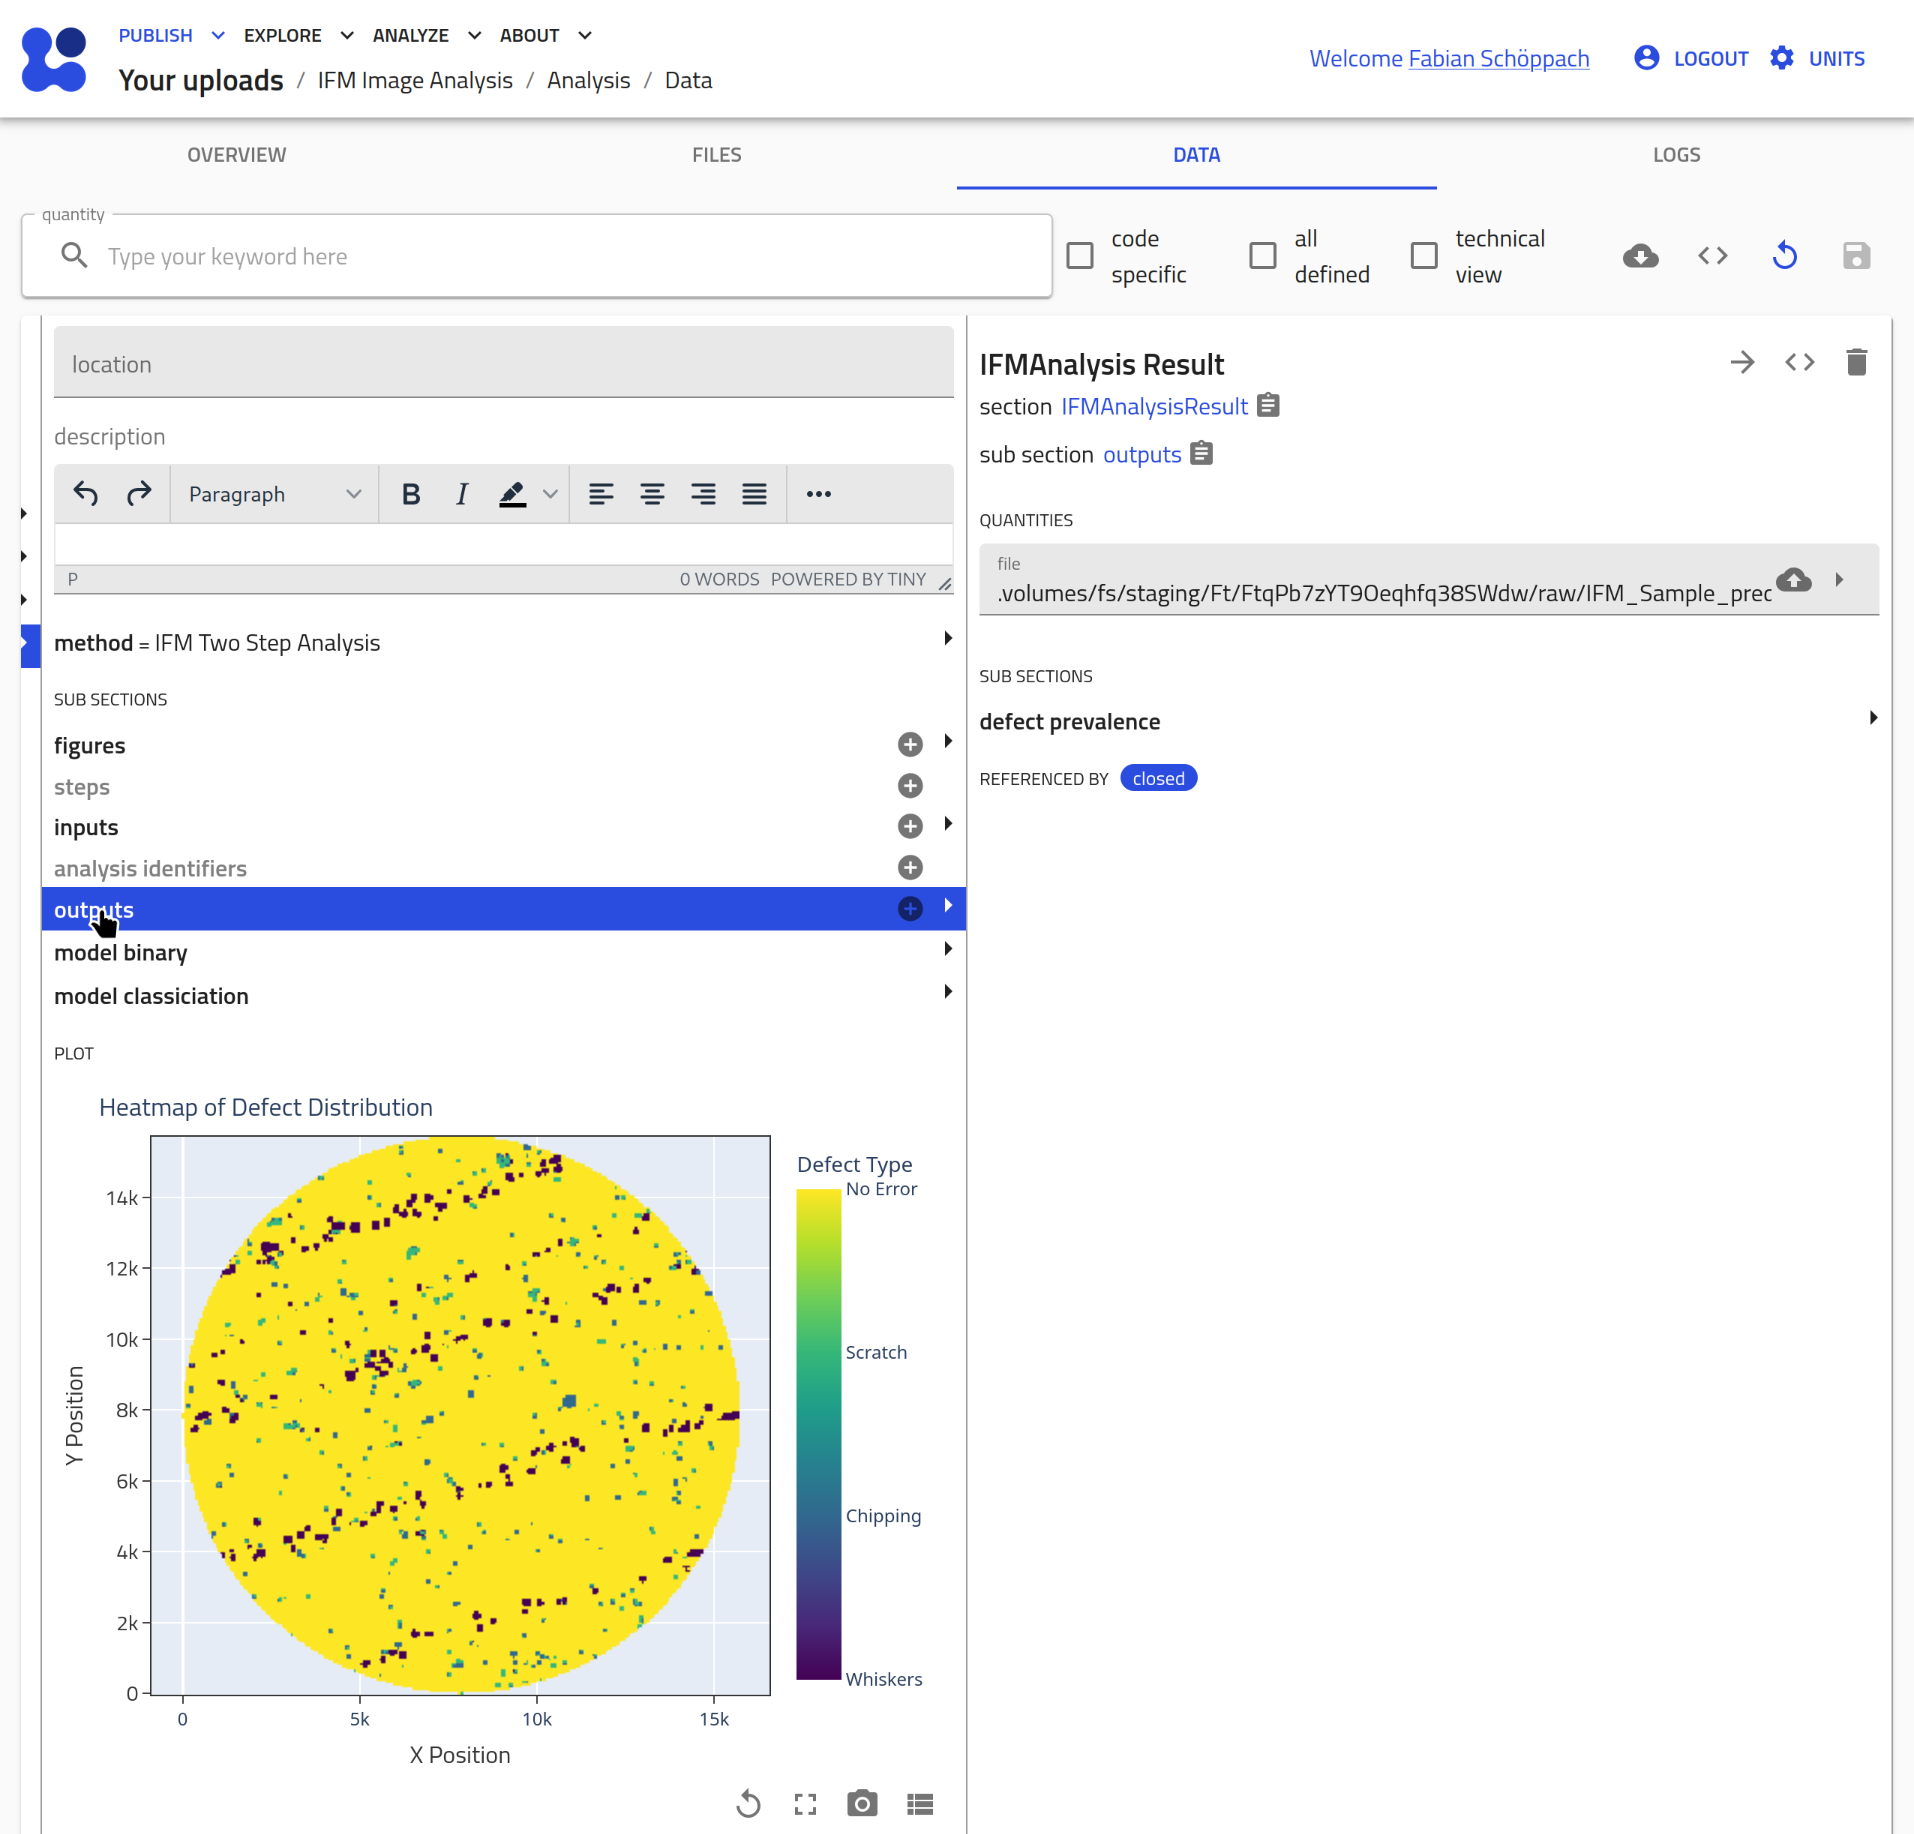 PUBLISH EXPLORE ANALYZE ABOUT
Your uploads / IFM Image Analysis / Analysis / Data
Welcome Fabian Schöppach LOGOUT UNITS
OVERVIEW FILES DATA LOGS
quantity
Type your keyword here
code specific
all defined
technical view
location
description
Paragraph B I
P 0 WORDS POWERED BY TINY
method = IFM Two Step Analysis
SUB SECTIONS
figures
steps
inputs
analysis identifiers
outputs
model binary
model classiciation
PLOT
Heatmap of Defect Distribution
Defect Type
No Error
Scratch
Chipping
Whiskers
Y Position
14k
12k
10k
8k
6k
4k
2k
0
0 5k 10k 15k
X Position
IFMAnalysis Result
section IFMAnalysisResult
sub section outputs
QUANTITIES
file
.volumes/fs/staging/Ft/FtqPb7zYT9Oeqhfq38SWdw/raw/IFM_Sample_prec
SUB SECTIONS
defect prevalence
REFERENCED BY closed